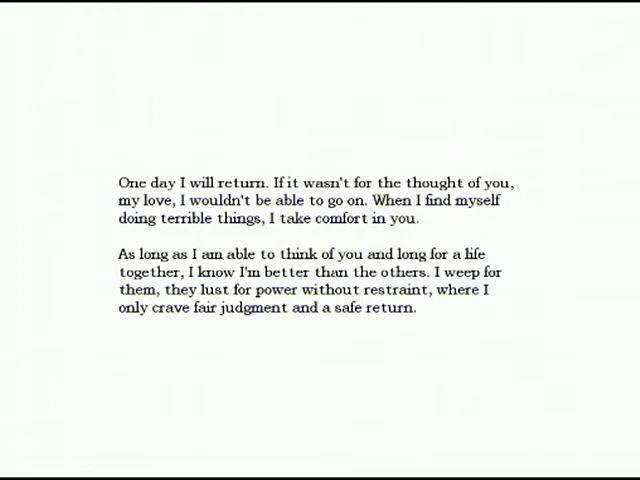 One day I will return. If it wasn't for the thought of you,
my love, I wouldn't be able to go on. When I find myself
doing terrible things, I take comfort in you.
As long as I am able to think of you and long for a life
together, I know I'm better than the others. I weep for
them, they lust for power without restraint, where I
only crave fair judgment and a safe return.